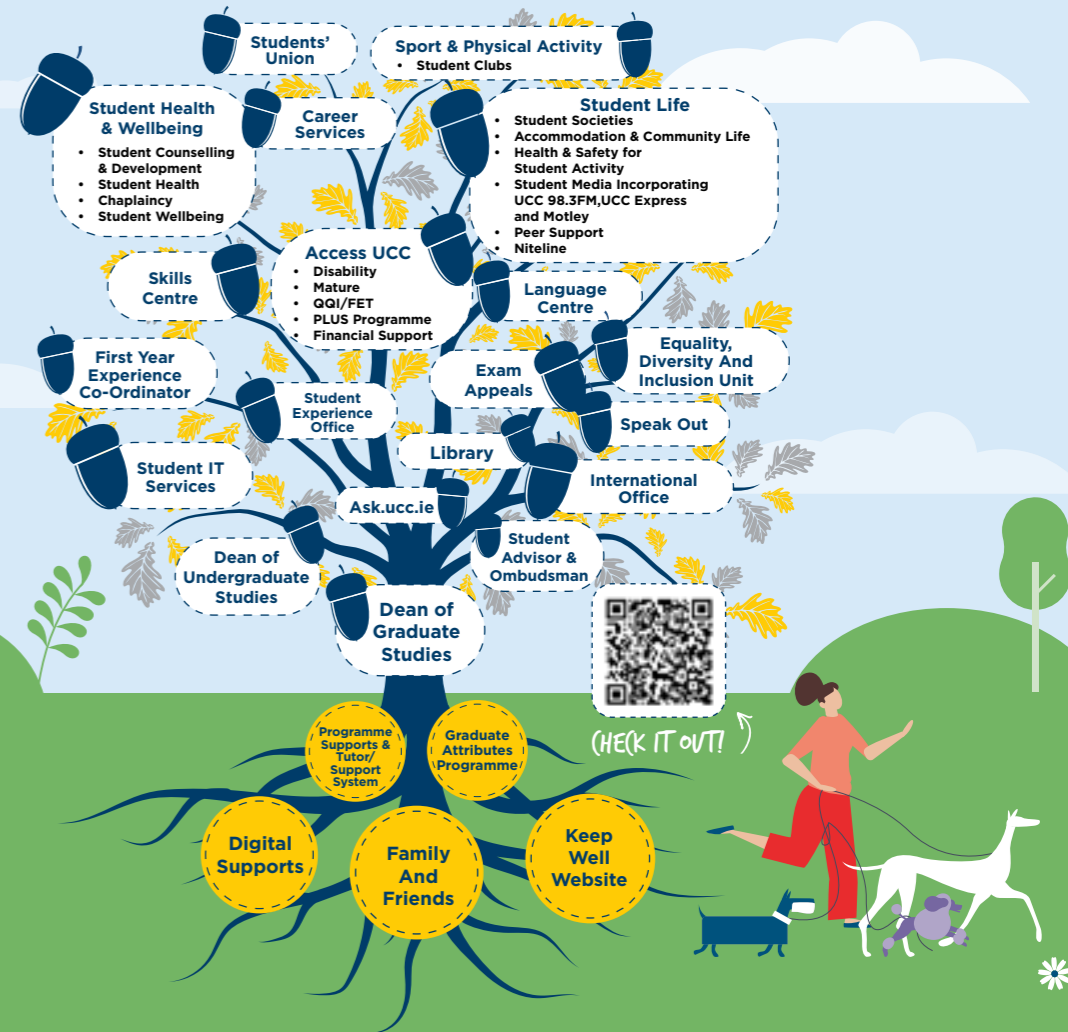 Students’
Union
Sport & Physical Activity
• Student Clubs
Student Health
& Wellbeing
• Student Counselling
& Development
• Student Health
• Chaplaincy
• Student Wellbeing
Career
Services
Student Life
• Student Societies
• Accommodation & Community Life
• Health & Safety for
Student Activity
• Student Media Incorporating
UCC 98.3FM,UCC Express
and Motley
• Peer Support
• Niteline
Access UCC
• Disability
• Mature
• QQI/FET
• PLUS Programme
• Financial Support
Skills
Centre
Language
Centre
First Year
Experience
Co-Ordinator
Student
Experience
Office
Exam
Appeals
Equality,
Diversity And
Inclusion Unit
Speak Out
Library
Student IT
Services
International
Office
Ask.ucc.ie
Dean of
Undergraduate
Studies
Student
Advisor &
Ombudsman
Dean of
Graduate
Studies
CHECK IT OUT!
Programme
Supports &
Tutor/
Support
System
Graduate
Attributes
Programme
Digital
Supports
Family
And
Friends
Keep
Well
Website